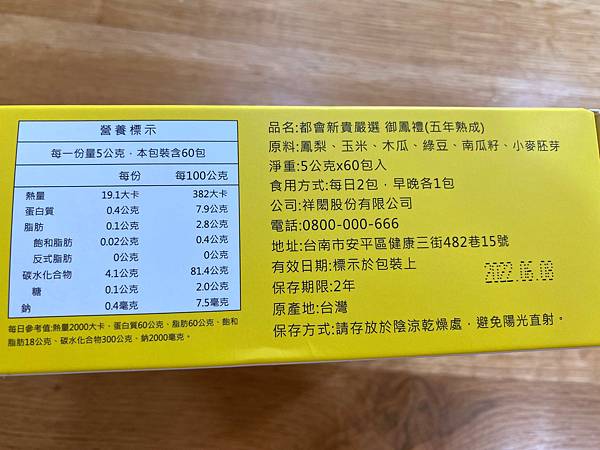 營養標示
每一份量5公克，本包裝含60包
每份 每100公克
熱量 19.1大卡 382大卡
蛋白質 0.4公克 7.9公克
脂肪 0.1公克 2.8公克
飽和脂肪 0.02公克 0.4公克
反式脂肪 0公克 0公克
碳水化合物 4.1公克 81.4公克
糖 0.1公克 2.0公克
鈉 0.4毫克 7.5毫克
每日參考值:熱量2000大卡、蛋白質60公克、脂肪60公克、飽和
脂肪18公克、碳水化合物300公克、鈉2000毫克。
品名:都會新貴嚴選 御鳳禮(五年熟成)
原料:鳳梨、玉米、木瓜、綠豆、南瓜籽、小麥胚芽
淨重:5公克x60包入
食用方式:每日2包，早晚各1包
公司:祥閎股份有限公司
電話:0800-000-666
地址:台南市安平區健康三街482巷15號
有效日期:標示於包裝上
2022.06.08
保存期限:2年
原產地:台灣
保存方式:請存放於陰涼乾燥處，避免陽光直射。